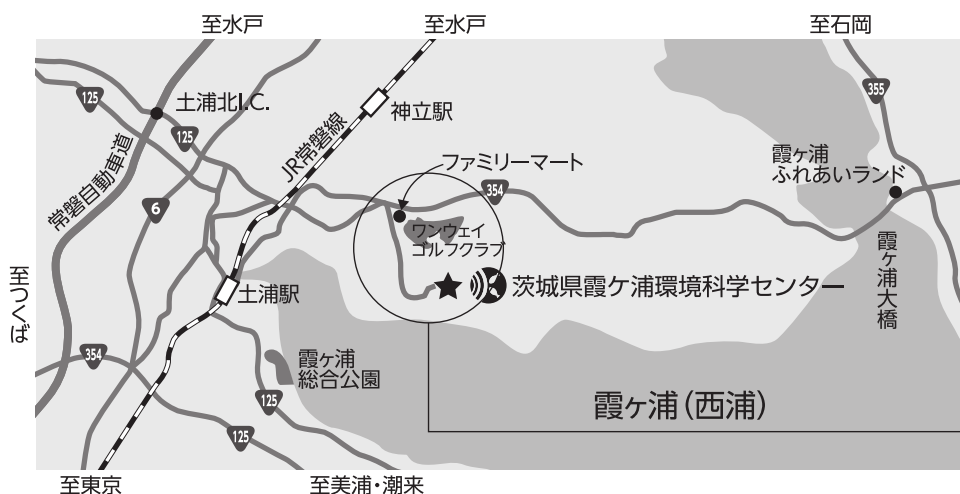 至水戸
至水戸
至石岡
125
土浦北I.C.
355
125
JR常磐線
神立駅
常磐自動車道
ファミリーマート
霞ヶ浦
ふれあいランド
354
6
ワンウェイ
ゴルフクラブ
霞ヶ浦大橋
至つくば
土浦駅
茨城県霞ケ浦環境科学センター
354
霞ヶ浦
総合公園
125
霞ヶ浦(西浦)
125
至東京
至美浦・潮来